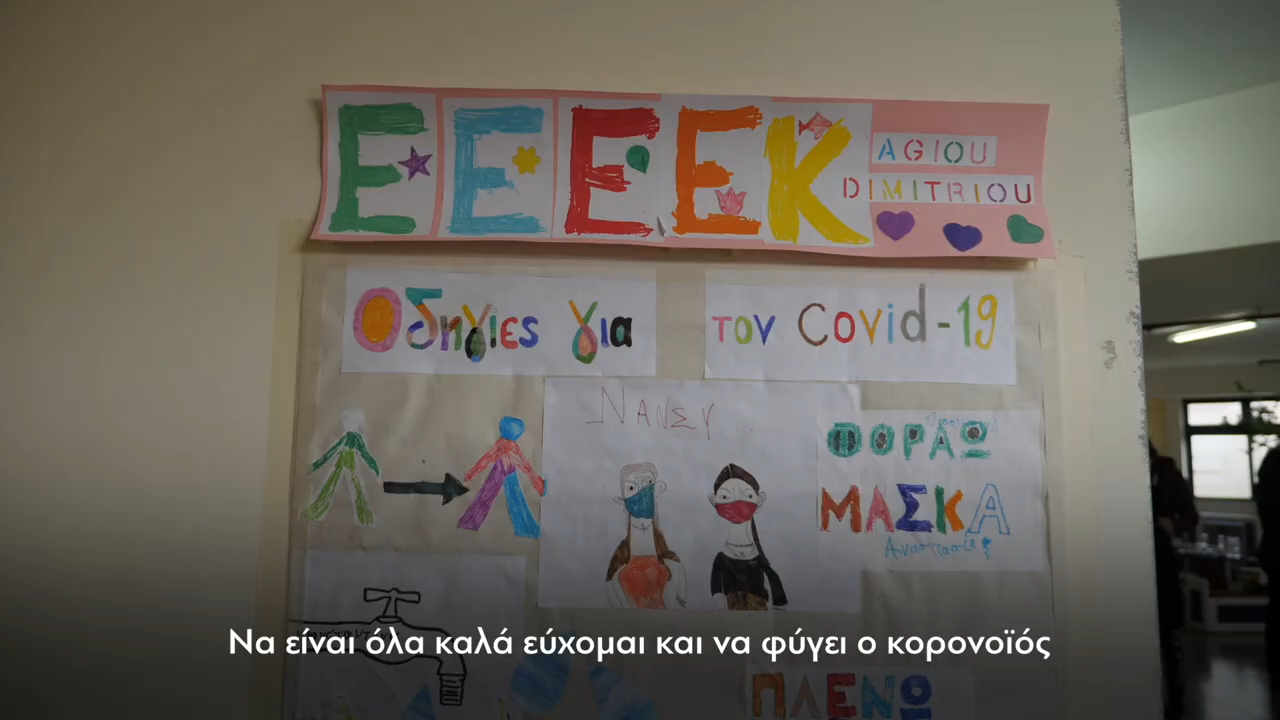 ΕΕΕΕΚ AGIOU
DIMITRIOU
Οδηγίες για
τον Covid-19
ΝΑΝΣΥ...
ΦΟΡΑΩ
ΜΑΣΚΑ
Αναστασία
Να είναι όλα καλά εύχομαι και να φύγει ο κορονοϊός
ΠΛΕΝΩ